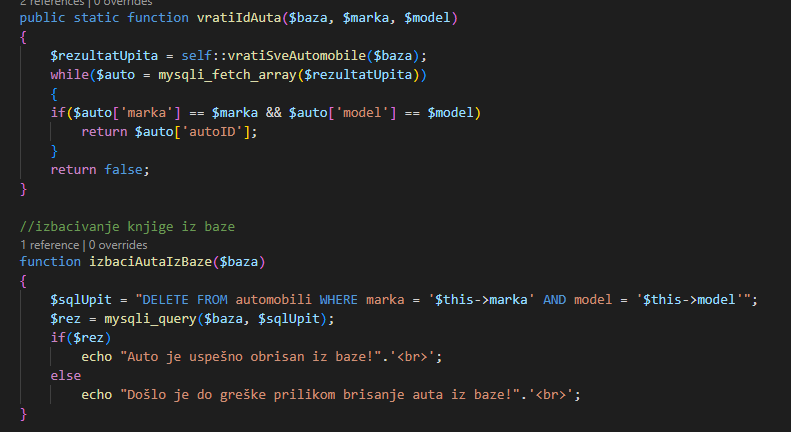 2 references | 0 overrides
public static function vratiIdAuta($baza, $marka, $model)
{
    $rezultatUpita = self::vratiSveAutomobile($baza);
    while($auto = mysqli_fetch_array($rezultatUpita))
    {
    if($auto['marka'] == $marka && $auto['model'] == $model)
        return $auto['autoID'];
    }
    return false;
}
//izbacivanje knjige iz baze
1 reference | 0 overrides
function izbaciAutaIzBaze($baza)
{
    $sqlUpit = "DELETE FROM automobili WHERE marka = '$this->marka' AND model = '$this->model'";
    $rez = mysqli_query($baza, $sqlUpit);
    if($rez)
        echo "Auto je uspešno obrisan iz baze!".'<br>';
    else
        echo "Došlo je do greške prilikom brisanje auta iz baze!".'<br>';
}